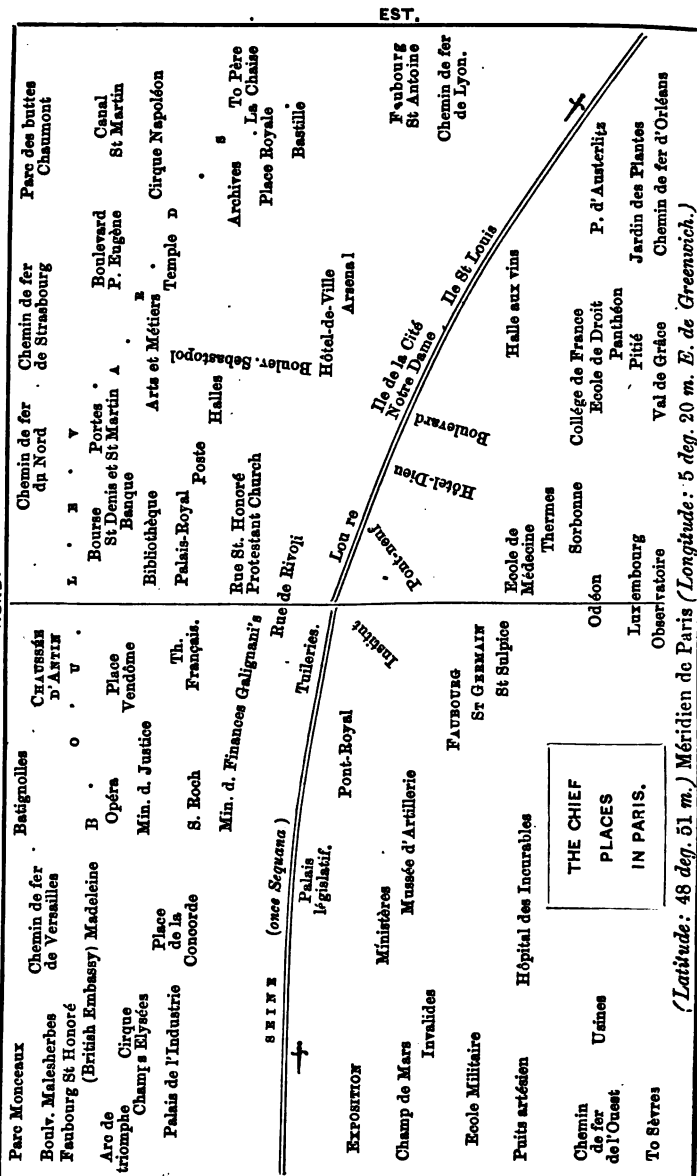 EST.
Parc Monceaux
Boulv. Malesherbes
Faubourg St Honoré
(British Embassy) Madeleine
Chemin de fer
de Versailles
Batignolles
CHAUSSÉE
D'ANTIN
Chemin de fer
du Nord
Chemin de fer
de Strasbourg
Parc des buttes
Chaumont
B . O . U . L . E . V A R D . S
Arc de
triomphe
Cirque
Champs Elysées
Palais de l'Industrie
Place
de la
Concorde
Opéra
Place
Vendôme
Min. d. Justice
S. Roch
Th.
Français.
Min. d. Finances Galignani's
Bourse
Portes
St Denis et St Martin
Banque
Bibliothèque
Palais-Royal
Poste
Halles
Rue St. Honoré
Protestant Church
Rue de Rivoli
Boulevard
P. Eugène
Canal
St Martin
Arts et Métiers
Temple
Cirque Napoléon
Boulev. Sebastopol
Archives
To Père
La Chaise
Place Royale
Bastille
Hôtel-de-Ville
Arsenal
Faubourg
St Antoine
Chemin de fer
de Lyon.
SEINE (once Sequana)
Tuileries.
Lou re
Ile de la Cité
Notre Dame
Ile St Louis
EXPOSITION
Champ de Mars
Invalides
Ecole Militaire
Puits artésien
Chemin
de fer
de l'Ouest
Usines
To Sèvres
Palais
législatif.
Ministères
Musée d'Artillerie
Hôpital des Incurables
Pont-Royal
FAUBOURG
ST GERMAIN
St Sulpice
Institut
Pont-neuf
Hôtel-Dieu
Boulevard
Ecole de
Médecine
Thermes
Sorbonne
Odéon
Luxembourg
Observatoire
Halle aux vins
Collége de France
Ecole de Droit
Panthéon
Pitié
Val de Grâce
P. d'Austerlitz
Jardin des Plantes
Chemin de fer d'Orléans
THE CHIEF
PLACES
IN PARIS.
(Latitude: 48 deg. 51 m.) Méridien de Paris (Longitude: 5 deg. 20 m. E. de Greenwich.)